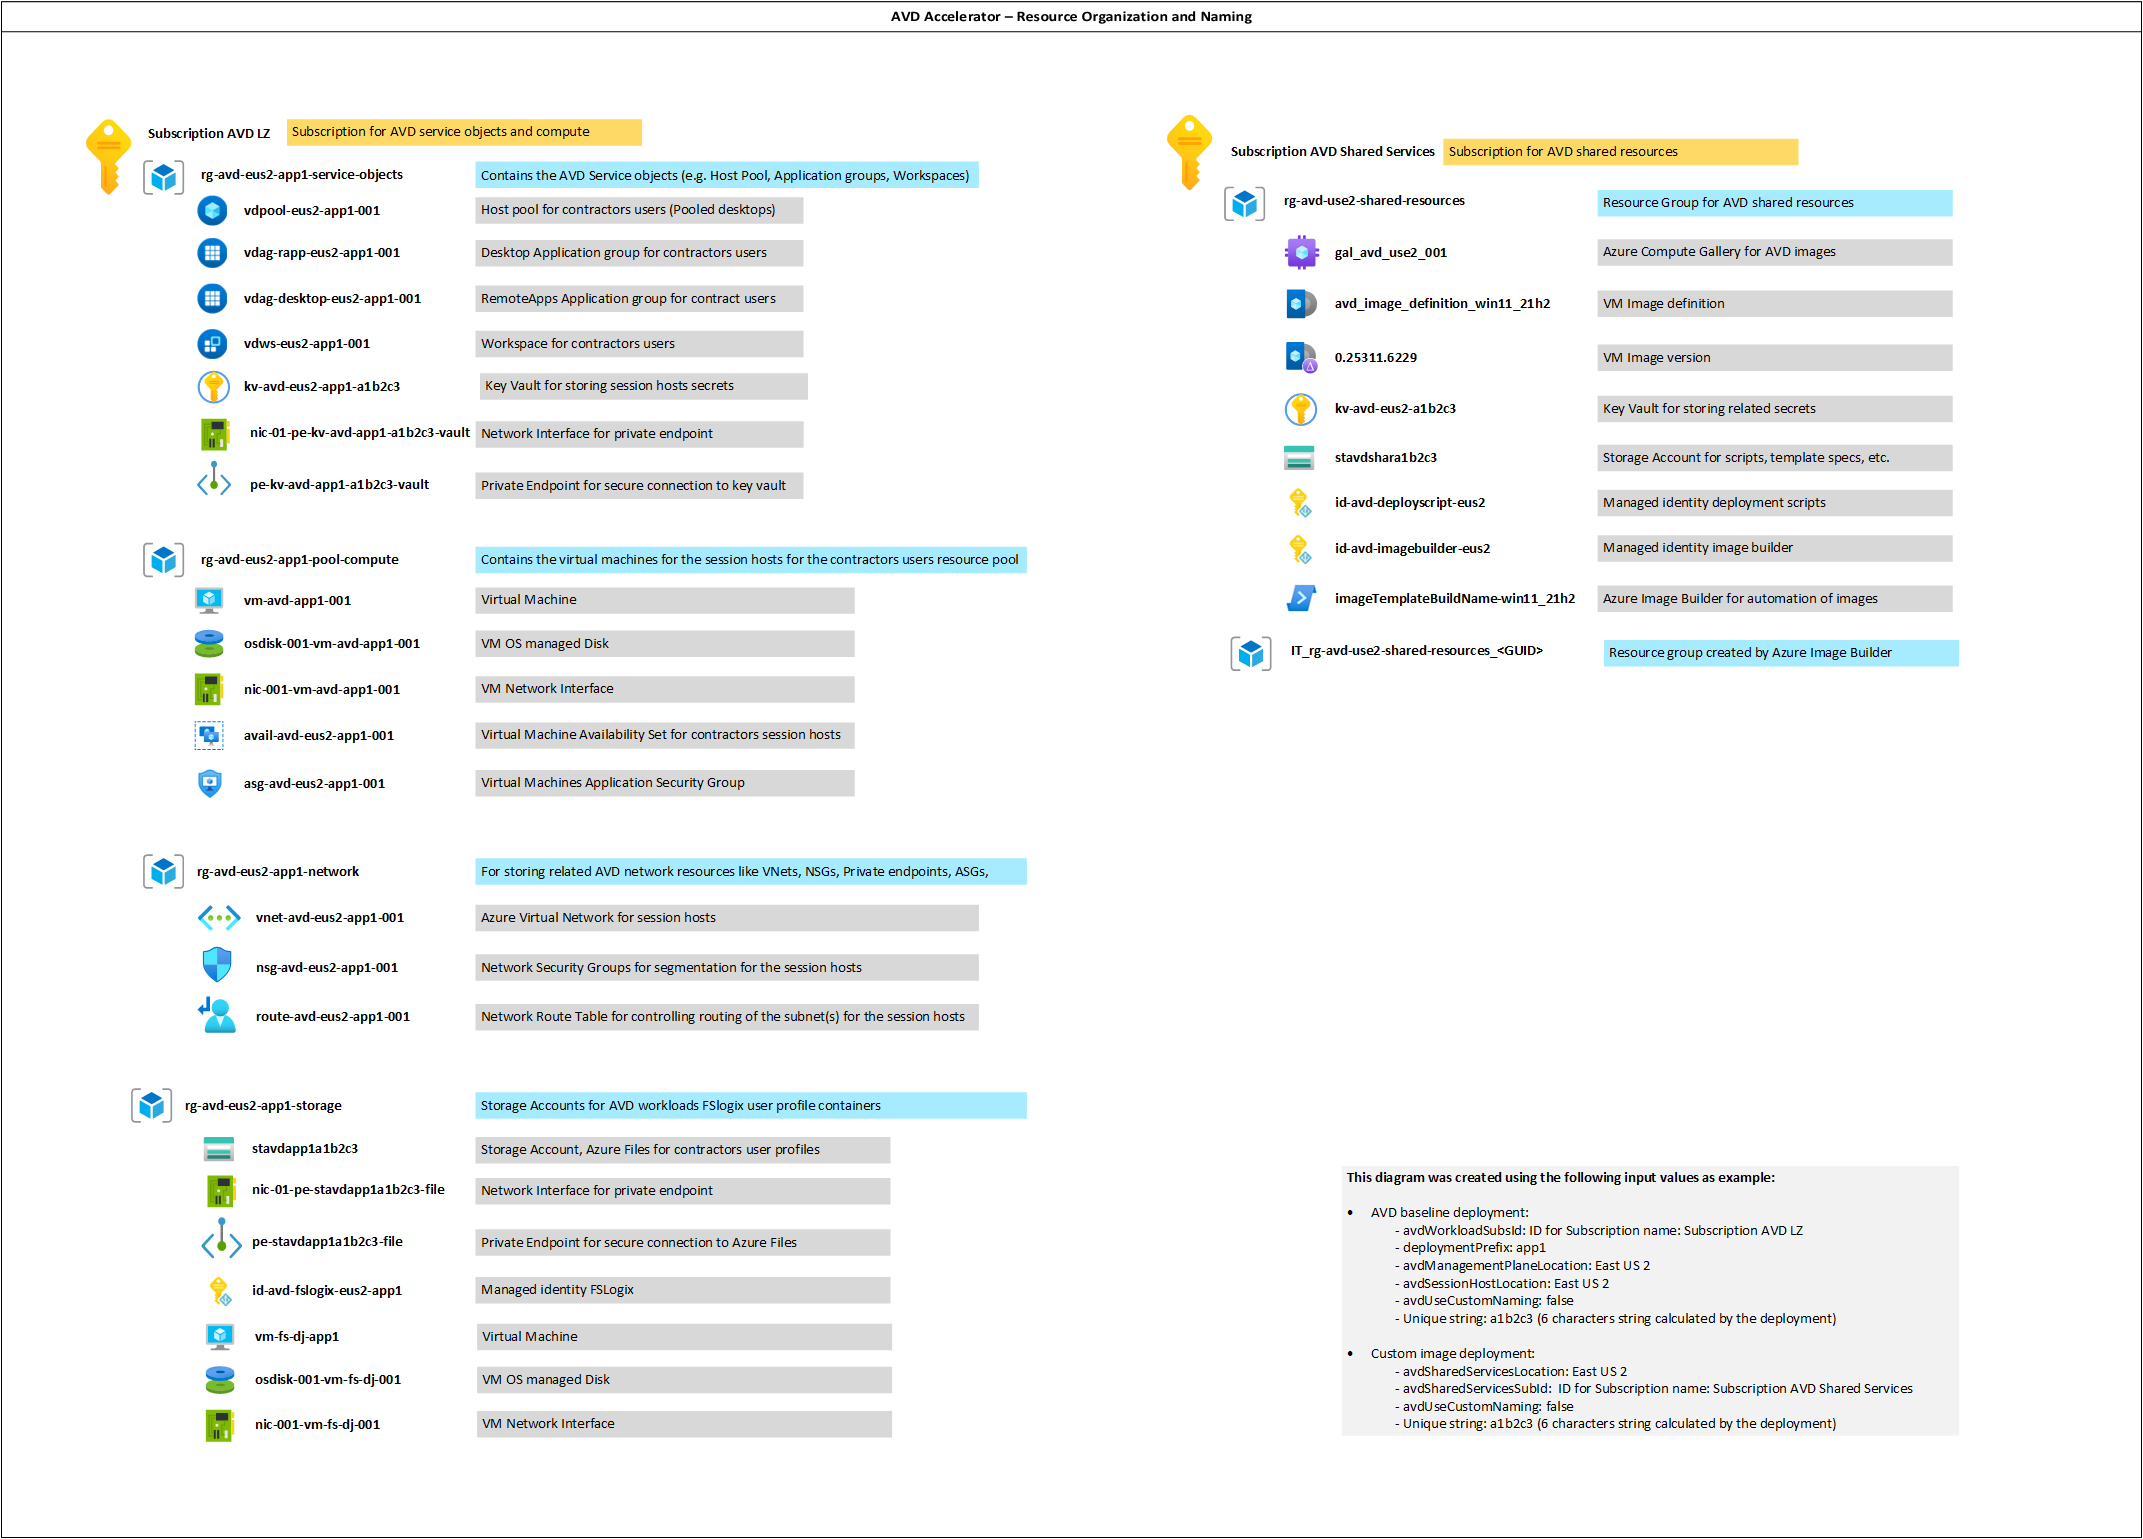 AVD Accelerator – Resource Organization and Naming
Subscription AVD LZ
Subscription for AVD service objects and compute
rg-avd-eus2-app1-service-objects
Contains the AVD Service objects (e.g. Host Pool, Application groups, Workspaces)
vdpool-eus2-app1-001
Host pool for contractors users (Pooled desktops)
vdag-rapp-eus2-app1-001
Desktop Application group for contractors users
vdag-desktop-eus2-app1-001
RemoteApps Application group for contract users
vdws-eus2-app1-001
Workspace for contractors users
kv-avd-eus2-app1-a1b2c3
Key Vault for storing session hosts secrets
nic-01-pe-kv-avd-app1-a1b2c3-vault
Network Interface for private endpoint
pe-kv-avd-app1-a1b2c3-vault
Private Endpoint for secure connection to key vault
rg-avd-eus2-app1-pool-compute
Contains the virtual machines for the session hosts for the contractors users resource pool
vm-avd-app1-001
Virtual Machine
osdisk-001-vm-avd-app1-001
VM OS managed Disk
nic-001-vm-avd-app1-001
VM Network Interface
avail-avd-eus2-app1-001
Virtual Machine Availability Set for contractors session hosts
asg-avd-eus2-app1-001
Virtual Machines Application Security Group
rg-avd-eus2-app1-network
For storing related AVD network resources like VNets, NSGs, Private endpoints, ASGs,
vnet-avd-eus2-app1-001
Azure Virtual Network for session hosts
nsg-avd-eus2-app1-001
Network Security Groups for segmentation for the session hosts
route-avd-eus2-app1-001
Network Route Table for controlling routing of the subnet(s) for the session hosts
rg-avd-eus2-app1-storage
Storage Accounts for AVD workloads FSlogix user profile containers
stavdapp1a1b2c3
Storage Account, Azure Files for contractors user profiles
nic-01-pe-stavdapp1a1b2c3-file
Network Interface for private endpoint
pe-stavdapp1a1b2c3-file
Private Endpoint for secure connection to Azure Files
id-avd-fslogix-eus2-app1
Managed identity FSLogix
vm-fs-dj-app1
Virtual Machine
osdisk-001-vm-fs-dj-001
VM OS managed Disk
nic-001-vm-fs-dj-001
VM Network Interface
Subscription AVD Shared Services
Subscription for AVD shared resources
rg-avd-use2-shared-resources
Resource Group for AVD shared resources
gal_avd_use2_001
Azure Compute Gallery for AVD images
avd_image_definition_win11_21h2
VM Image definition
0.25311.6229
VM Image version
kv-avd-eus2-a1b2c3
Key Vault for storing related secrets
stavdshara1b2c3
Storage Account for scripts, template specs, etc.
id-avd-deployscript-eus2
Managed identity deployment scripts
id-avd-imagebuilder-eus2
Managed identity image builder
imageTemplateBuildName-win11_21h2
Azure Image Builder for automation of images
IT_rg-avd-use2-shared-resources_<GUID>
Resource group created by Azure Image Builder
This diagram was created using the following input values as example:
• AVD baseline deployment:
- avdWorkloadSubsId: ID for Subscription name: Subscription AVD LZ
- deploymentPrefix: app1
- avdManagementPlaneLocation: East US 2
- avdSessionHostLocation: East US 2
- avdUseCustomNaming: false
- Unique string: a1b2c3 (6 characters string calculated by the deployment)
• Custom image deployment:
- avdSharedServicesLocation: East US 2
- avdSharedServicesSubId:  ID for Subscription name: Subscription AVD Shared Services
- avdUseCustomNaming: false
- Unique string: a1b2c3 (6 characters string calculated by the deployment)